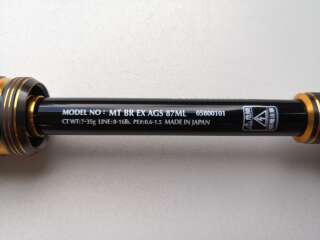 MODEL NO : MT BR EX AGS 87ML 05800101
CT WT:7-35g LINE:8-16lb. PE#:0.6-1.5 MADE IN JAPAN